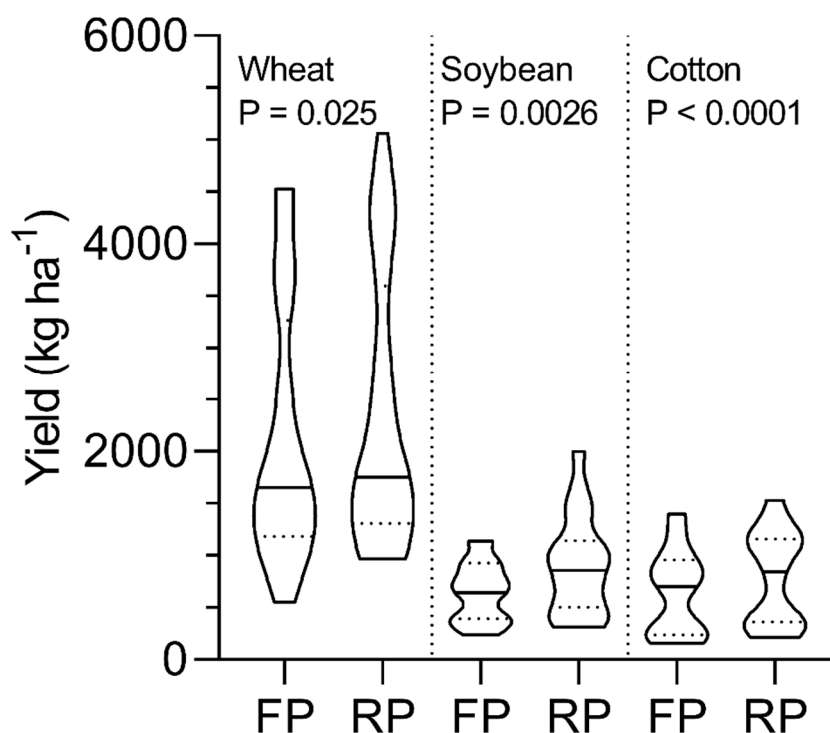 6000
4000
2000
0
Yield (kg ha-1)
Wheat
P = 0.025
Soybean
P = 0.0026
Cotton
P < 0.0001
FP RP FP RP FP RP